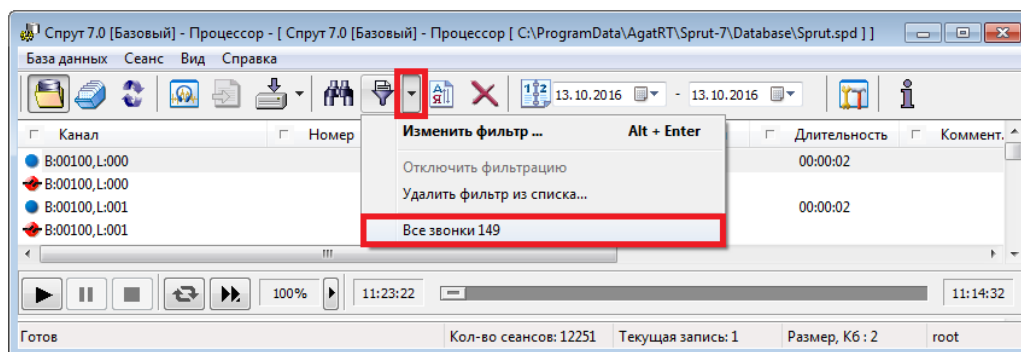 Спрут 7.0 [Базовый] - Процессор - [ Спрут 7.0 [Базовый] - Процессор [ C:\ProgramData\AgatRT\Sprut-7\Database\Sprut.spd ] ]
База данных Сеанс Вид Справка
13.10.2016 - 13.10.2016
Канал Номер Длительность Коммент.
Изменить фильтр ... Alt + Enter
B:00100,L:000 00:00:02
Отключить фильтрацию
B:00100,L:000
Удалить фильтр из списка...
B:00100,L:001 00:00:02
B:00100,L:001
Все звонки 149
100% 11:23:22 11:14:32
Готов Кол-во сеансов: 12251 Текущая запись: 1 Размер, Кб : 2 root